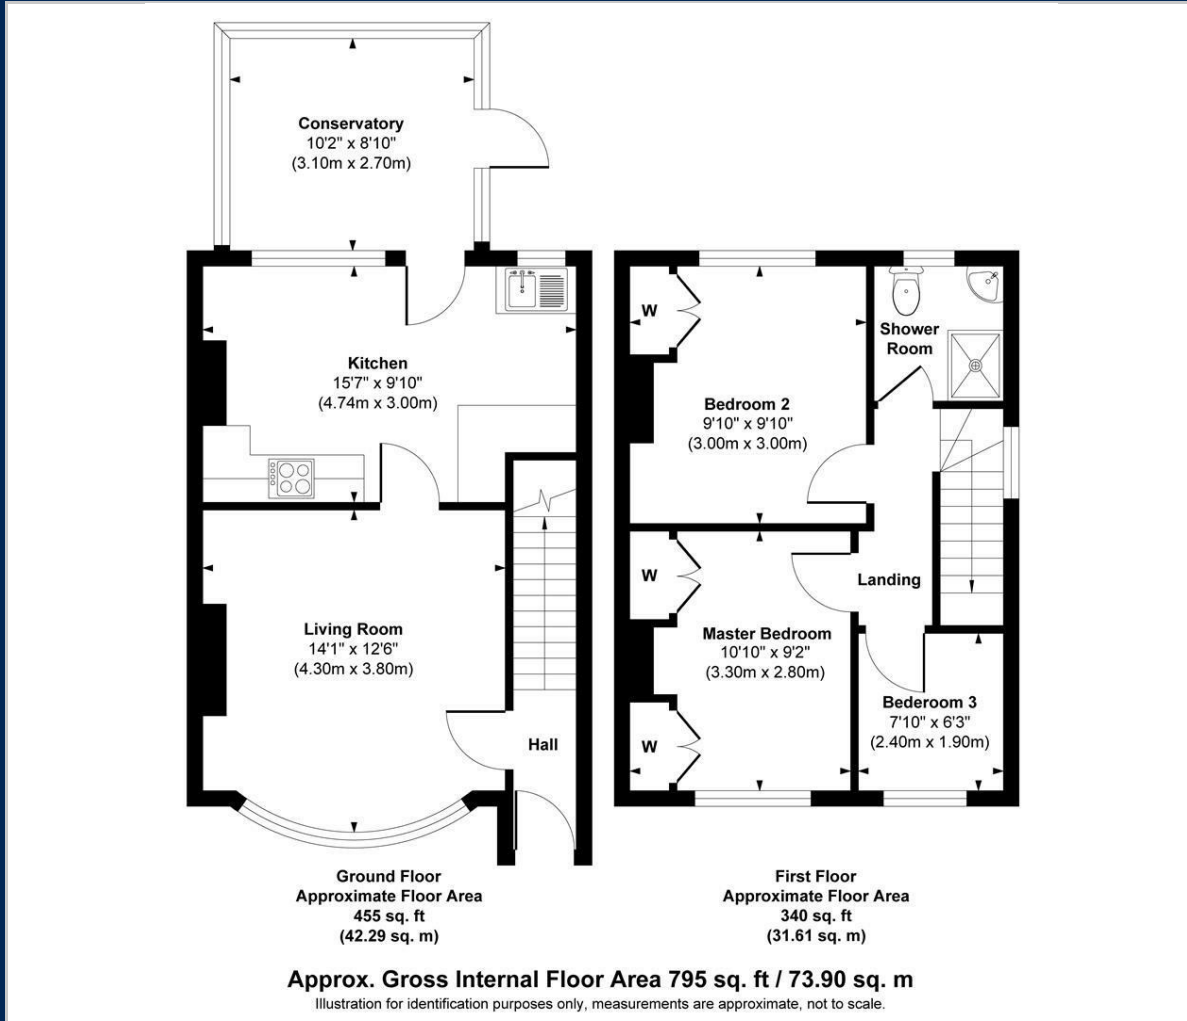 Conservatory
10'2" x 8'10"
(3.10m x 2.70m)
Kitchen
15'7" x 9'10"
(4.74m x 3.00m)
Living Room
14'1" x 12'6"
(4.30m x 3.80m)
Hall
Ground Floor
Approximate Floor Area
455 sq. ft
(42.29 sq. m)
W
Shower
Room
Bedroom 2
9'10" x 9'10"
(3.00m x 3.00m)
W
Landing
Master Bedroom
10'10" x 9'2"
(3.30m x 2.80m)
Bederoom 3
7'10" x 6'3"
(2.40m x 1.90m)
W
First Floor
Approximate Floor Area
340 sq. ft
(31.61 sq. m)
Approx. Gross Internal Floor Area 795 sq. ft / 73.90 sq. m
Illustration for identification purposes only, measurements are approximate, not to scale.